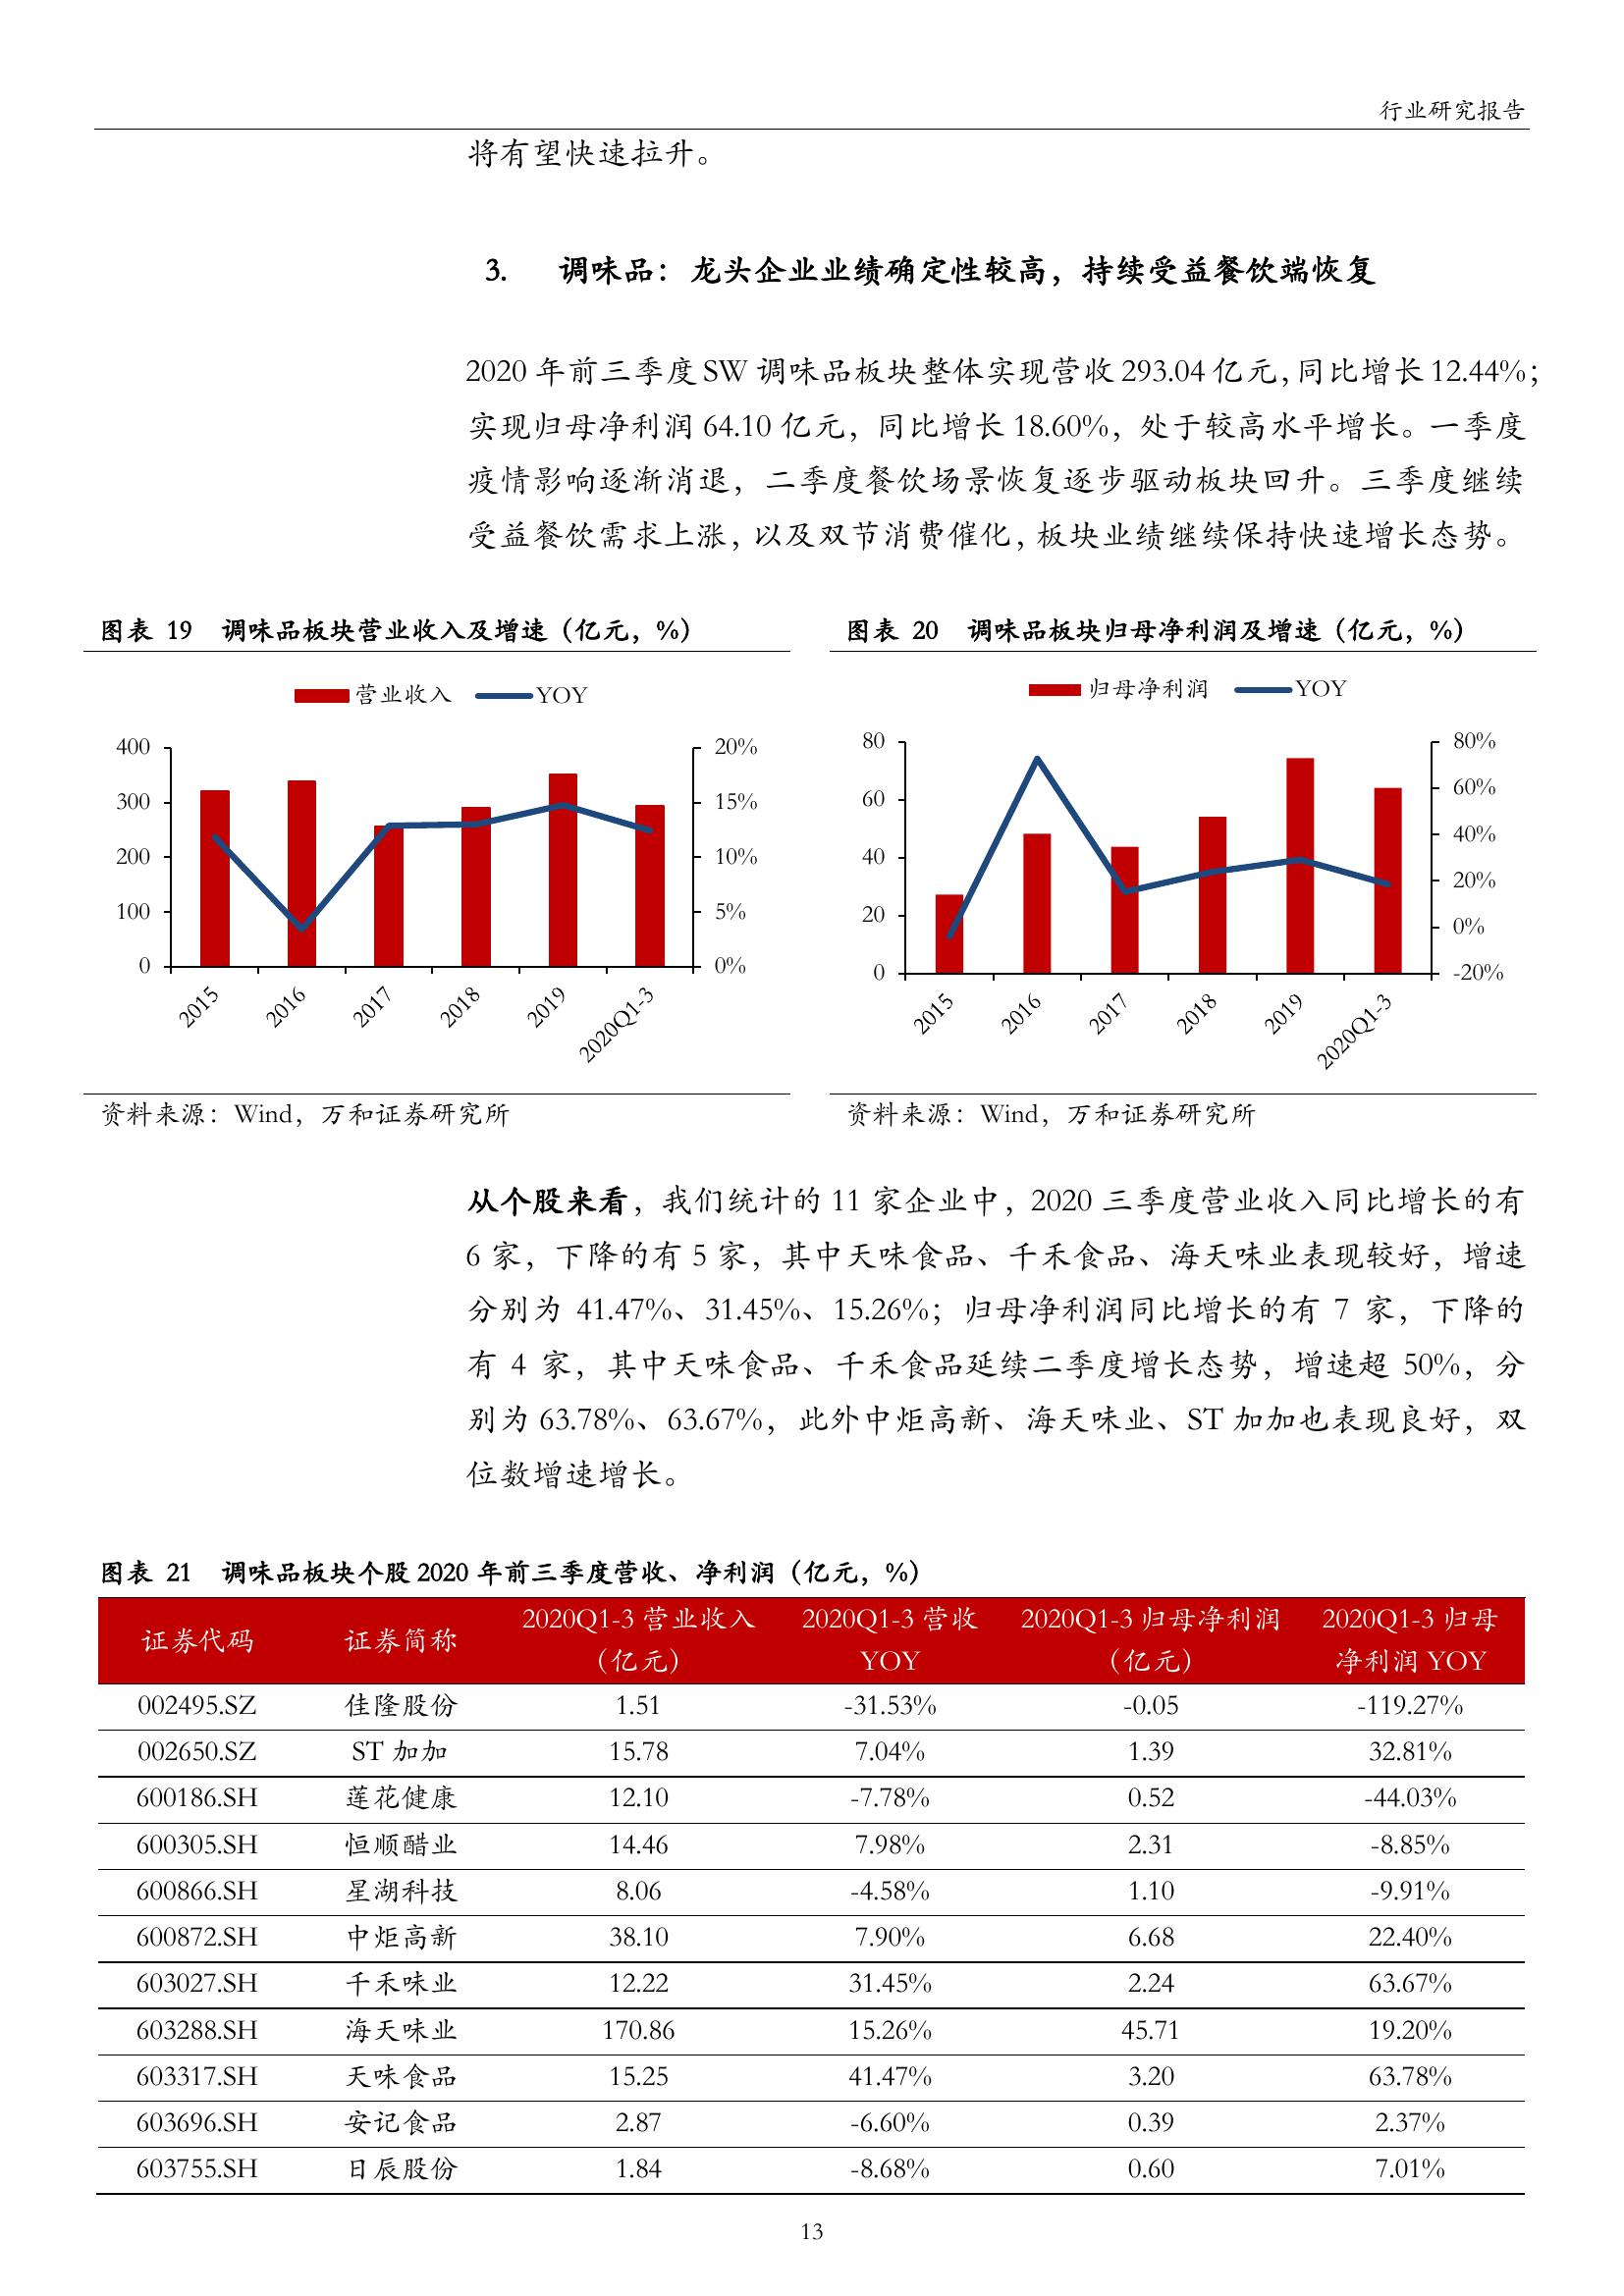 行业研究报告
将有望快速拉升。
3. 调味品：龙头企业业绩确定性较高，持续受益餐饮端恢复
2020 年前三季度 SW 调味品板块整体实现营收 293.04 亿元，同比增长 12.44%；
实现归母净利润 64.10 亿元，同比增长 18.60%，处于较高水平增长。一季度
疫情影响逐渐消退，二季度餐饮场景恢复逐步驱动板块回升。三季度继续
受益餐饮需求上涨，以及双节消费催化，板块业绩继续保持快速增长态势。
图表 19 调味品板块营业收入及增速（亿元，%）
营业收入 YOY
400
300
200
100
0
20%
15%
10%
5%
0%
2015 2016 2017 2018 2019 2020Q1-3
资料来源：Wind，万和证券研究所
图表 20 调味品板块归母净利润及增速（亿元，%）
归母净利润 YOY
80
60
40
20
0
80%
60%
40%
20%
0%
-20%
2015 2016 2017 2018 2019 2020Q1-3
资料来源：Wind，万和证券研究所
从个股来看，我们统计的 11 家企业中，2020 三季度营业收入同比增长的有
6 家，下降的有 5 家，其中天味食品、千禾食品、海天味业表现较好，增速
分别为 41.47%、31.45%、15.26%；归母净利润同比增长的有 7 家，下降的
有 4 家，其中天味食品、千禾食品延续二季度增长态势，增速超 50%，分
别为 63.78%、63.67%，此外中炬高新、海天味业、ST 加加也表现良好，双
位数增速增长。
图表 21 调味品板块个股 2020 年前三季度营收、净利润（亿元，%）
证券代码 证券简称 2020Q1-3 营业收入（亿元） 2020Q1-3 营收 YOY 2020Q1-3 归母净利润（亿元） 2020Q1-3 归母净利润 YOY
002495.SZ 佳隆股份 1.51 -31.53% -0.05 -119.27%
002650.SZ ST 加加 15.78 7.04% 1.39 32.81%
600186.SH 莲花健康 12.10 -7.78% 0.52 -44.03%
600305.SH 恒顺醋业 14.46 7.98% 2.31 -8.85%
600866.SH 星湖科技 8.06 -4.58% 1.10 -9.91%
600872.SH 中炬高新 38.10 7.90% 6.68 22.40%
603027.SH 千禾味业 12.22 31.45% 2.24 63.67%
603288.SH 海天味业 170.86 15.26% 45.71 19.20%
603317.SH 天味食品 15.25 41.47% 3.20 63.78%
603696.SH 安记食品 2.87 -6.60% 0.39 2.37%
603755.SH 日辰股份 1.84 -8.68% 0.60 7.01%
13